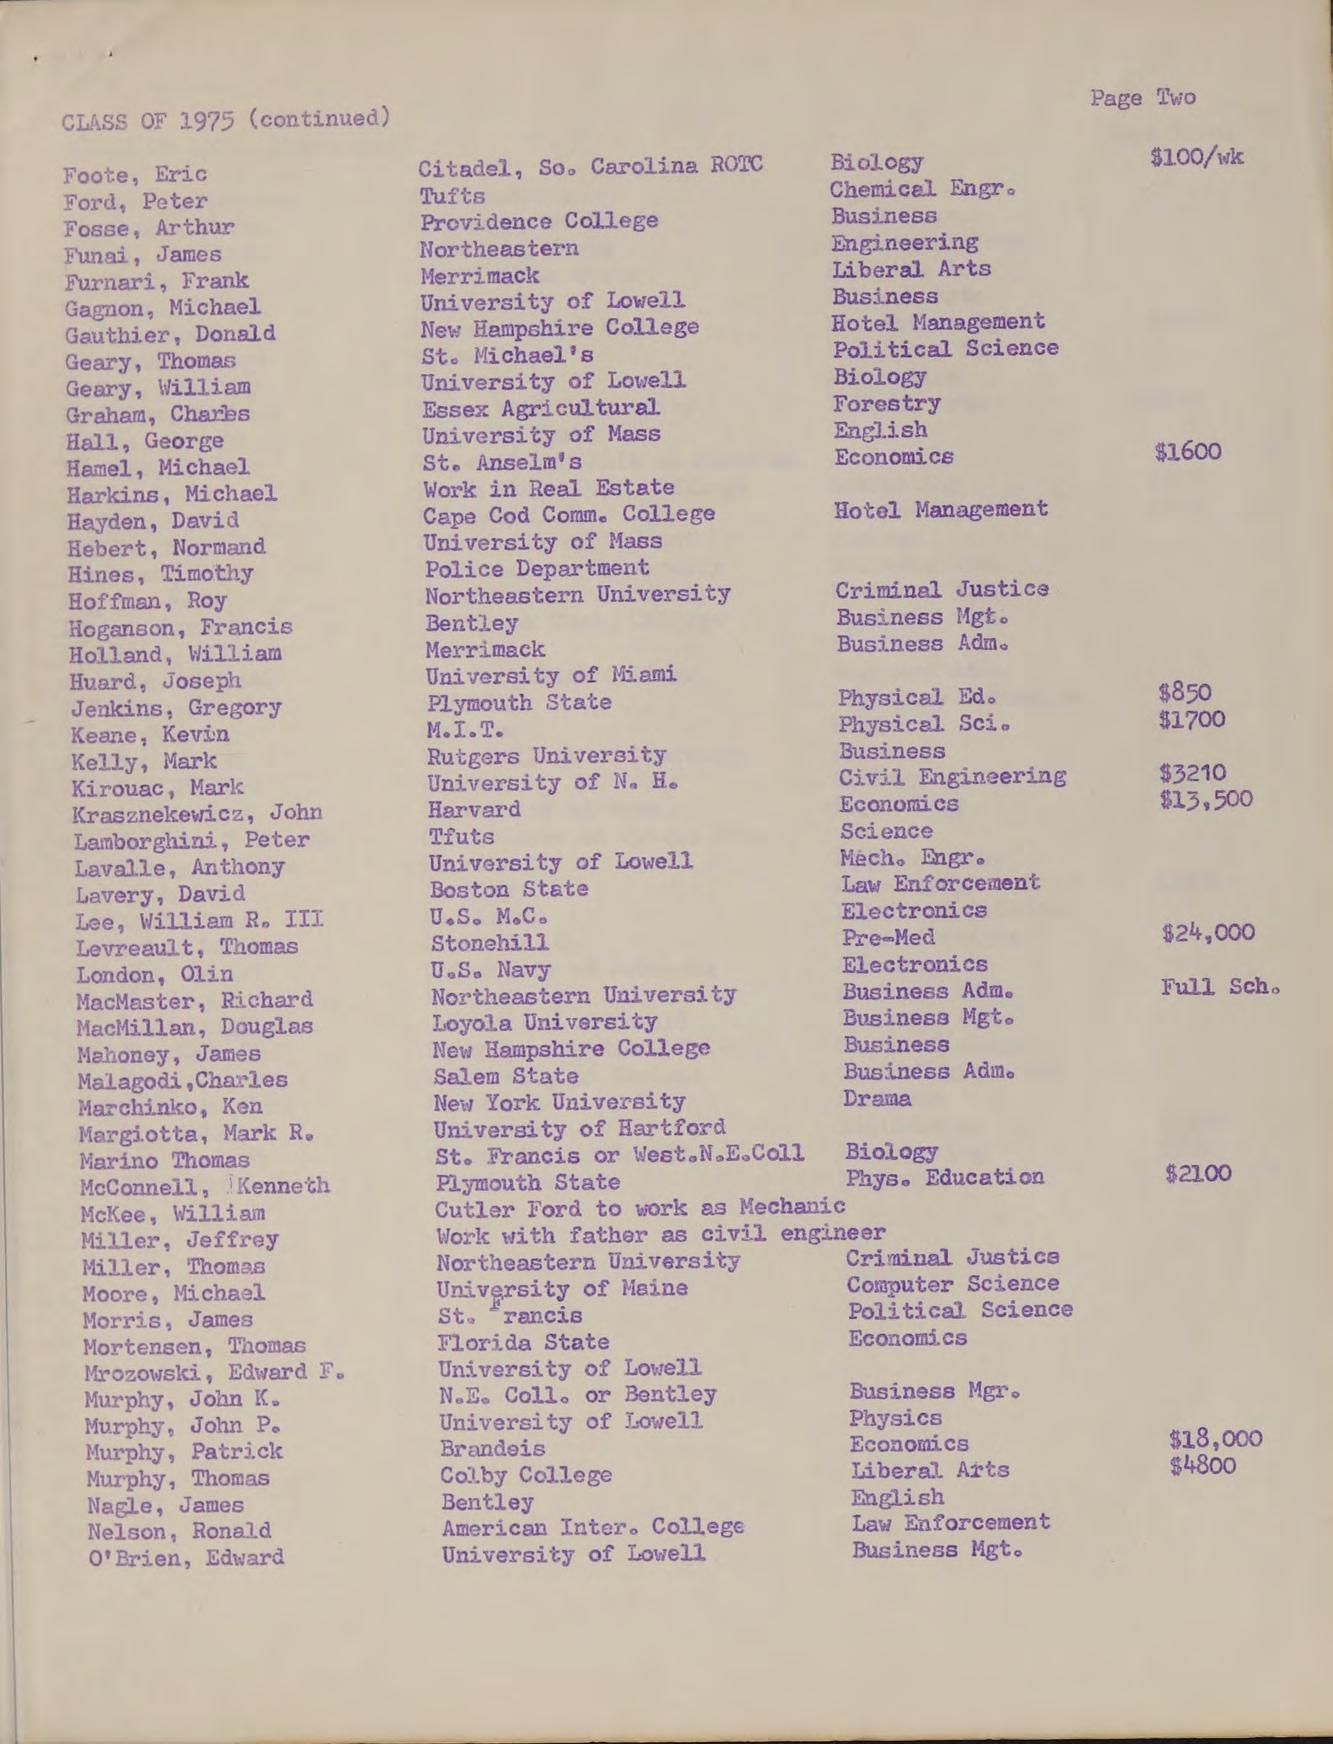 Page Two
CLASS OF 1975 (continued)
Foote, Eric Citadel, So. Carolina ROTC Biology $100/wk
Ford, Peter Tufts Chemical Engr.
Fosse, Arthur Providence College Business
Funai, James Northeastern Engineering
Furnari, Frank Merrimack Liberal Arts
Gagnon, Michael University of Lowell Business
Gauthier, Donald New Hampshire College Hotel Management
Geary, Thomas St. Michael's Political Science
Geary, William University of Lowell Biology
Graham, Charles Essex Agricultural Forestry
Hall, George University of Mass English
Hamel, Michael St. Anselm's Economics $1600
Harkins, Michael Work in Real Estate
Hayden, David Cape Cod Comm. College Hotel Management
Hebert, Normand University of Mass
Hines, Timothy Police Department
Hoffman, Roy Northeastern University Criminal Justice
Hoganson, Francis Bentley Business Mgt.
Holland, William Merrimack Business Adm.
Huard, Joseph University of Miami
Jenkins, Gregory Plymouth State Physical Ed. $850
Keane, Kevin M.I.T. Physical Sci. $1700
Kelly, Mark Rutgers University Business
Kirouac, Mark University of N. H. Civil Engineering $3210
Krasznekewicz, John Harvard Economics $13,500
Lamborghini, Peter Tfuts Science
Lavalle, Anthony University of Lowell Mech. Engr.
Lavery, David Boston State Law Enforcement
Lee, William R. III U.S. M.C. Electronics
Levreault, Thomas Stonehill Pre-Med $24,000
London, Olin U.S. Navy Electronics
MacMaster, Richard Northeastern University Business Adm. Full Sch.
MacMillan, Douglas Loyola University Business Mgt.
Mahoney, James New Hampshire College Business
Malagodi,Charles Salem State Business Adm.
Marchinko, Ken New York University Drama
Margiotta, Mark R. University of Hartford
Marino Thomas St. Francis or West.N.E.Coll Biology
McConnell, Kenneth Plymouth State Phys. Education $2100
McKee, William Cutler Ford to work as Mechanic
Miller, Jeffrey Work with father as civil engineer
Miller, Thomas Northeastern University Criminal Justice
Moore, Michael University of Maine Computer Science
Morris, James St. Francis Political Science
Mortensen, Thomas Florida State Economics
Mrozowski, Edward F. University of Lowell
Murphy, John K. N.E. Coll. or Bentley Business Mgr.
Murphy, John P. University of Lowell Physics
Murphy, Patrick Brandeis Economics $18,000
Murphy, Thomas Colby College Liberal Arts $4800
Nagle, James Bentley English
Nelson, Ronald American Inter. College Law Enforcement
O'Brien, Edward University of Lowell Business Mgt.